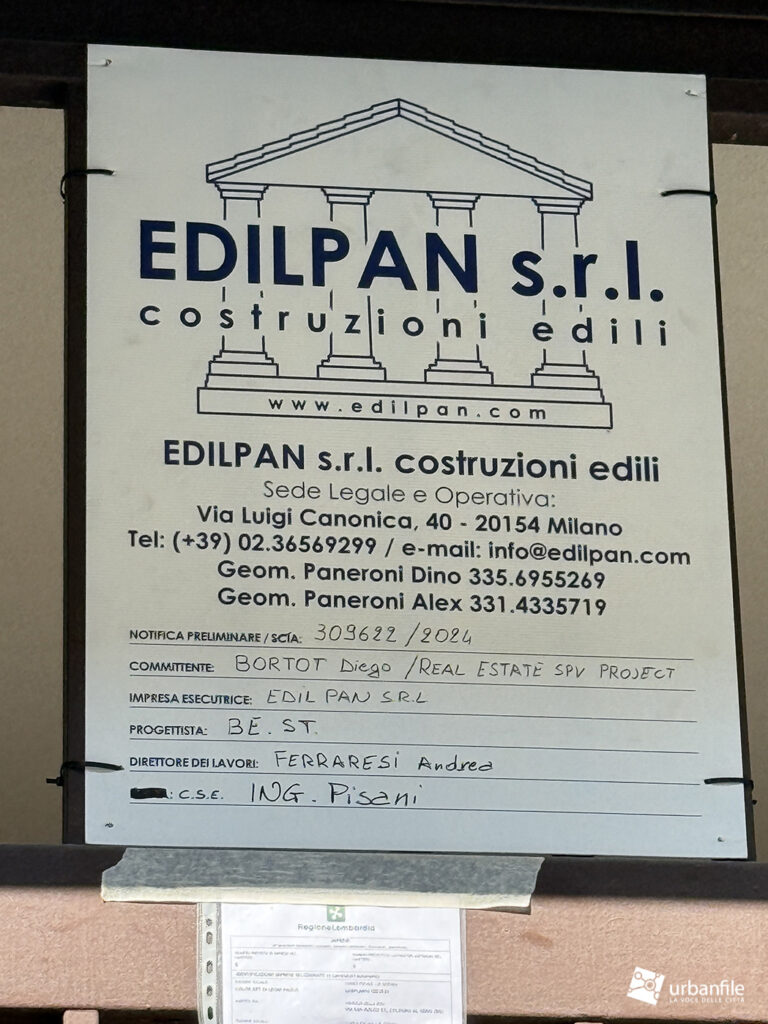 EDILPAN s.r.l.
costruzioni edili
www.edilpan.com
EDILPAN s.r.l. costruzioni edili
Sede Legale e Operativa:
Via Luigi Canonica, 40 - 20154 Milano
Tel: (+39) 02.36569299 / e-mail: info@edilpan.com
Geom. Paneroni Dino 335.6955269
Geom. Paneroni Alex 331.4335719
NOTIFICA PRELIMINARE / SCIA: 309622/2024
COMMITTENTE: BORTOT Diego / REAL ESTATE SPV PROJECT
IMPRESA ESECUTRICE: EDIL PAN S.R.L
PROGETTISTA: BE.ST.
DIRETTORE DEI LAVORI: FERRARESI Andrea
: C.S.E. ING. Pisani
RegioneLombardia
urbanfile
LA VOCE DELLE CITTÀ